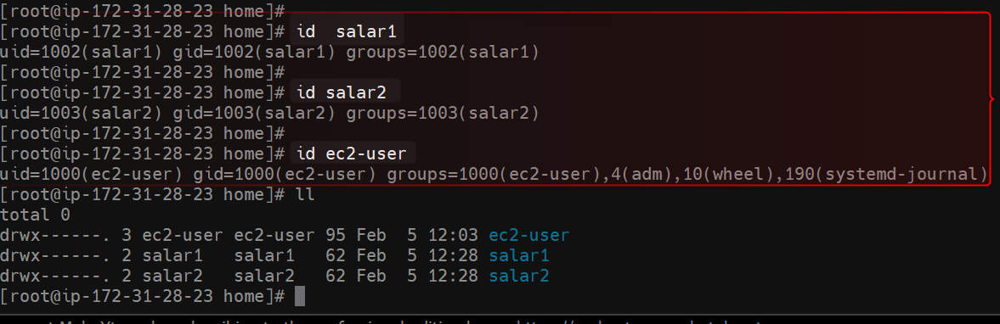 [root@ip-172-31-28-23 home]#
[root@ip-172-31-28-23 home]# id  salar1
uid=1002(salar1) gid=1002(salar1) groups=1002(salar1)
[root@ip-172-31-28-23 home]#
[root@ip-172-31-28-23 home]# id salar2
uid=1003(salar2) gid=1003(salar2) groups=1003(salar2)
[root@ip-172-31-28-23 home]#
[root@ip-172-31-28-23 home]# id ec2-user
uid=1000(ec2-user) gid=1000(ec2-user) groups=1000(ec2-user),4(adm),10(wheel),190(systemd-journal)
[root@ip-172-31-28-23 home]# ll
total 0
drwx------. 3 ec2-user ec2-user 95 Feb  5 12:03 ec2-user
drwx------. 2 salar1   salar1   62 Feb  5 12:28 salar1
drwx------. 2 salar2   salar2   62 Feb  5 12:28 salar2
[root@ip-172-31-28-23 home]#